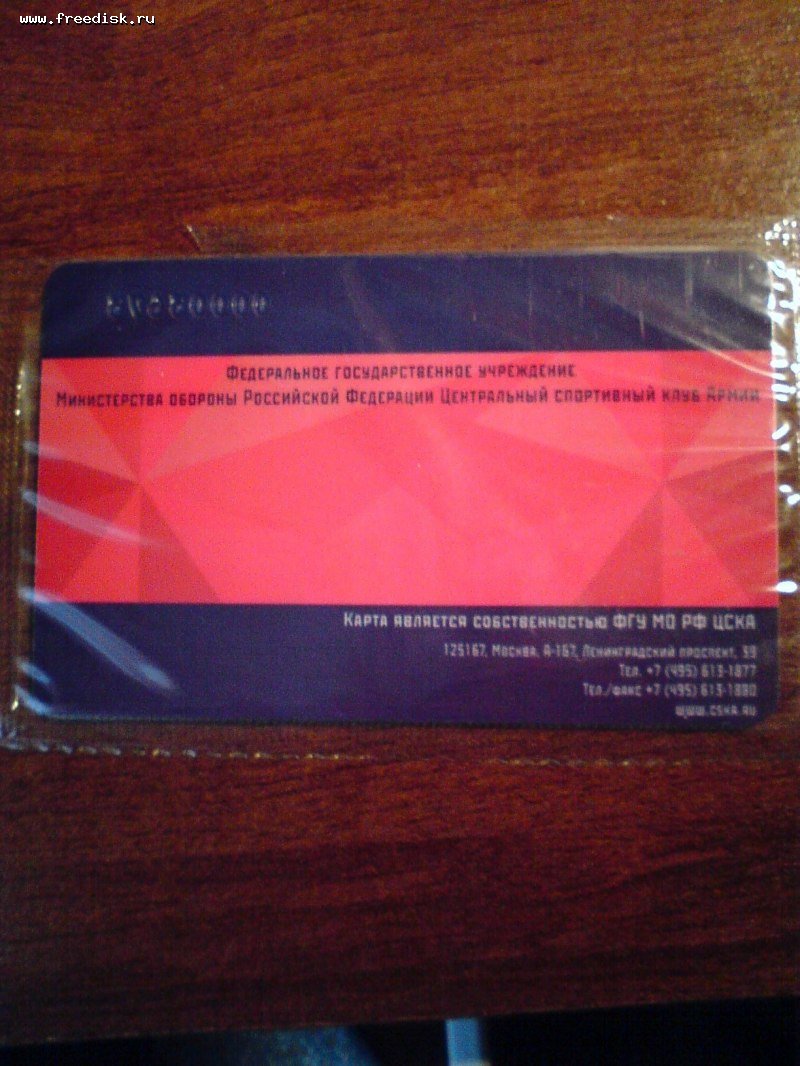 www.freedisk.ru
Федеральное государственное учреждение
Министерства обороны Российской Федерации Центральный спортивный клуб Армии
Карта является собственностью ФГУ МО РФ ЦСКА
125167, Москва, А-167, Ленинградский проспект, 39
Тел. +7 (495) 613-1877
Тел./факс +7 (495) 613-1880
www.cska.ru